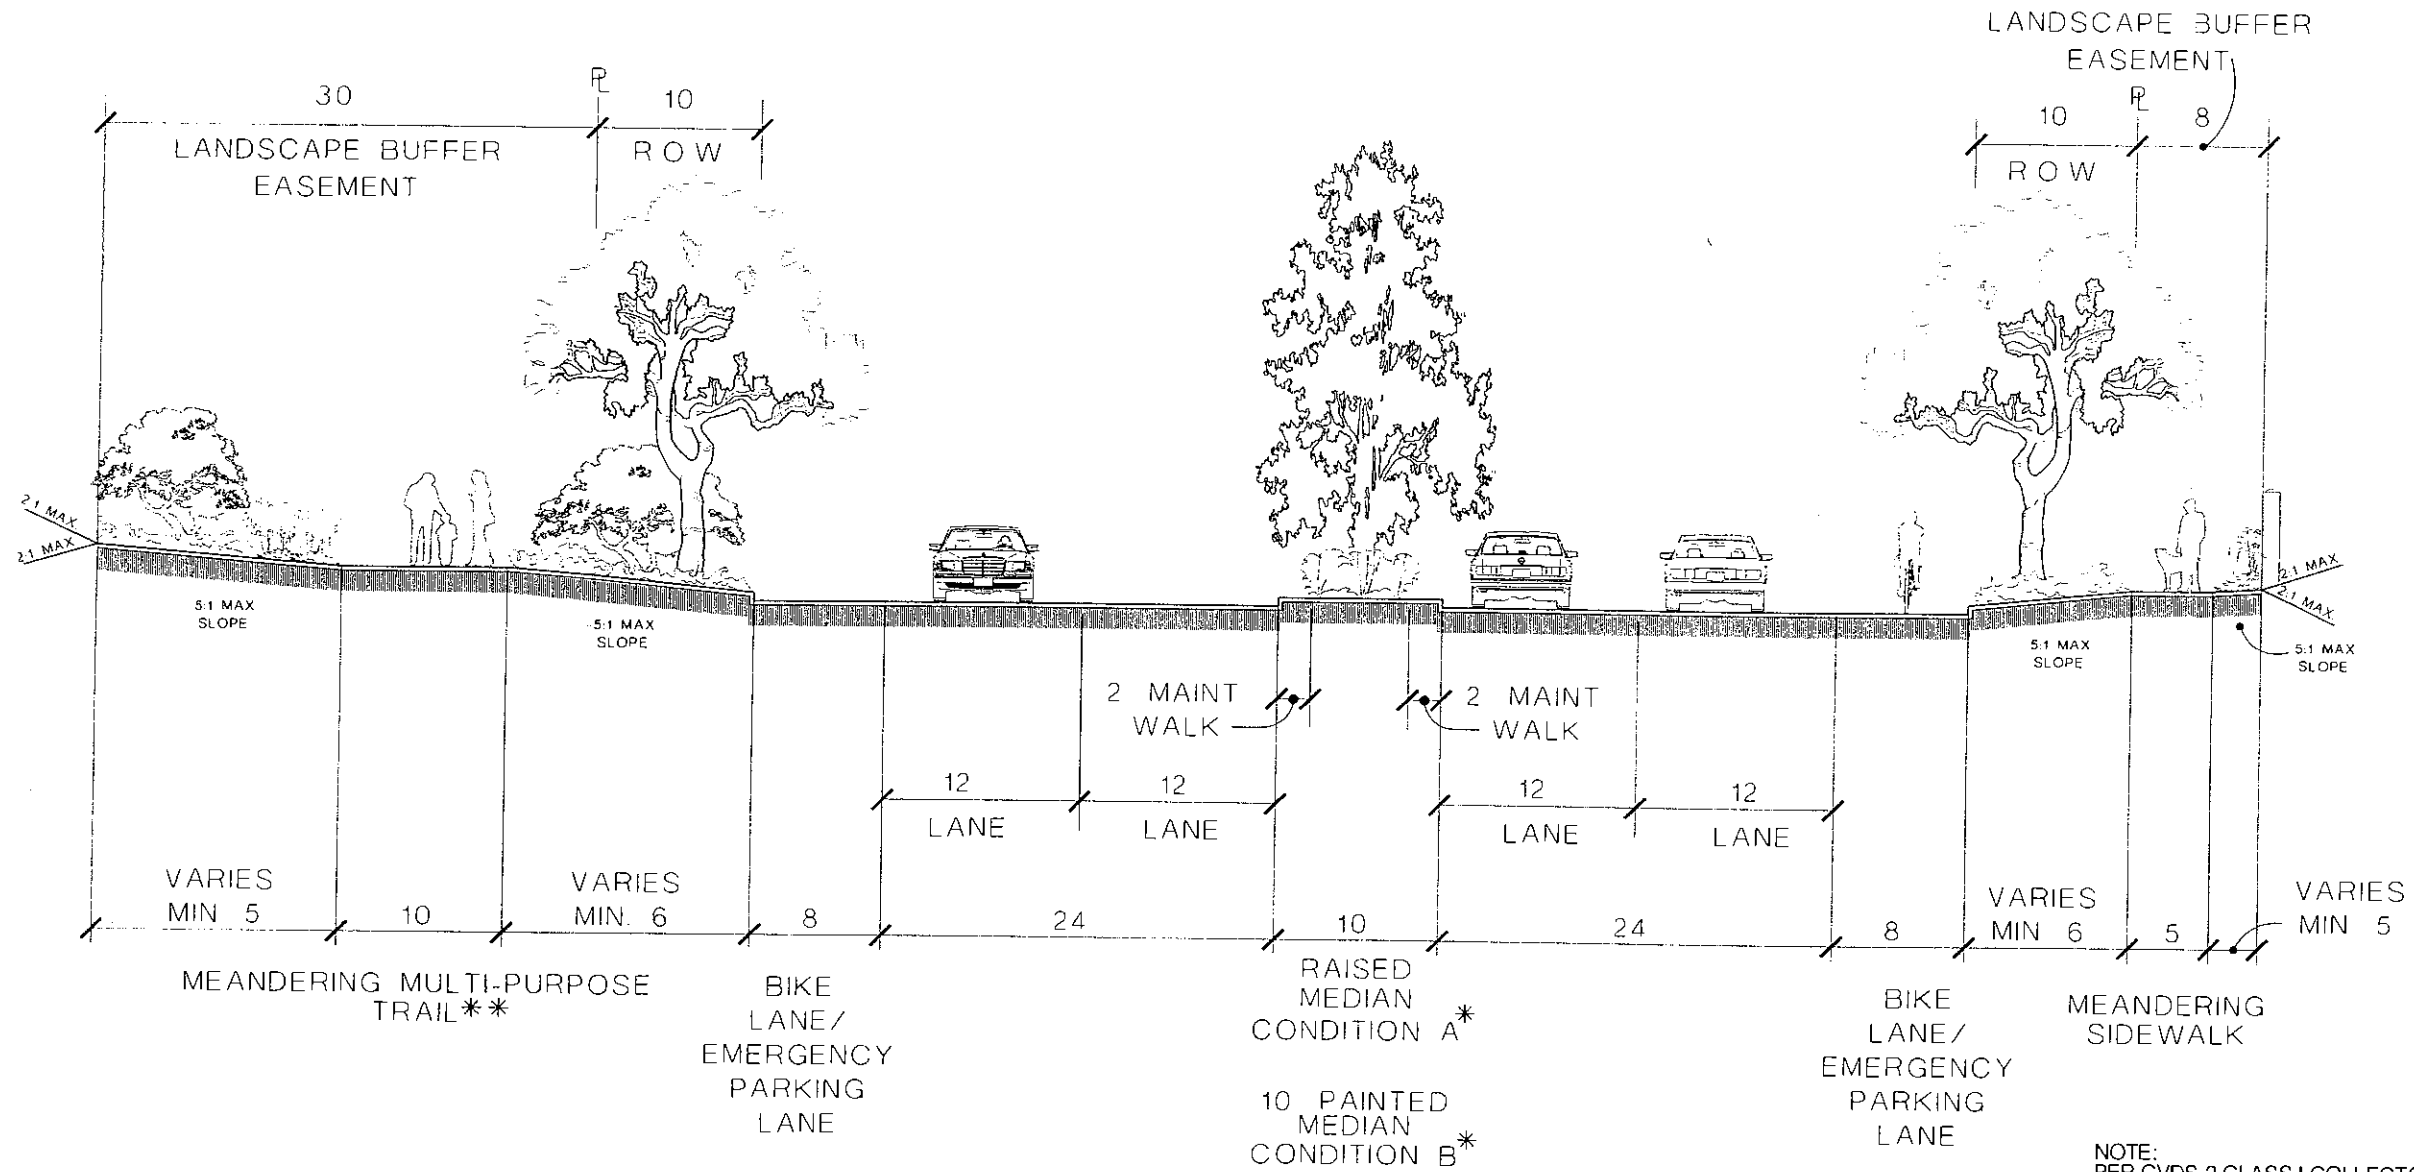 LANDSCAPE BUFFER
EASEMENT
30
PL
10
LANDSCAPE BUFFER
EASEMENT
R O W
PL
10
8
R O W
2:1 MAX
2:1 MAX
5:1 MAX
SLOPE
5:1 MAX
SLOPE
2:1 MAX
2:1 MAX
5:1 MAX
SLOPE
5:1 MAX
SLOPE
2 MAINT
WALK
2 MAINT
WALK
12
LANE
12
LANE
12
LANE
12
LANE
VARIES
MIN 5
10
VARIES
MIN. 6
8
24
10
24
8
VARIES
MIN 6
5
VARIES
MIN 5
MEANDERING MULTI-PURPOSE
TRAIL**
BIKE
LANE/
EMERGENCY
PARKING
LANE
RAISED
MEDIAN
CONDITION A*
10 PAINTED
MEDIAN
CONDITION B*
BIKE
LANE/
EMERGENCY
PARKING
LANE
MEANDERING
SIDEWALK
NOTE: